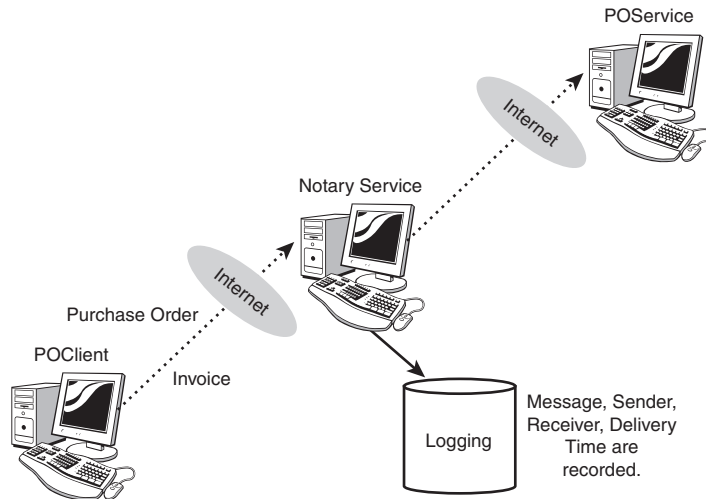 POService
Internet
Notary Service
Internet
Purchase Order
POClient
Invoice
Logging
Message, Sender,
Receiver, Delivery
Time are
recorded.